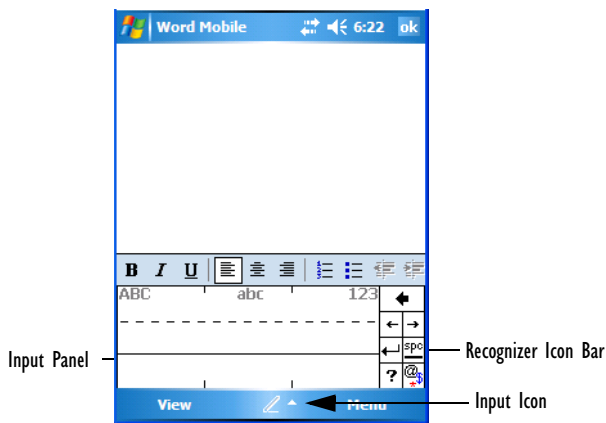 Word Mobile 6:22 ok
B I U
ABC abc 123
spc
? @$*
Input Panel
Recognizer Icon Bar
View Menu
Input Icon